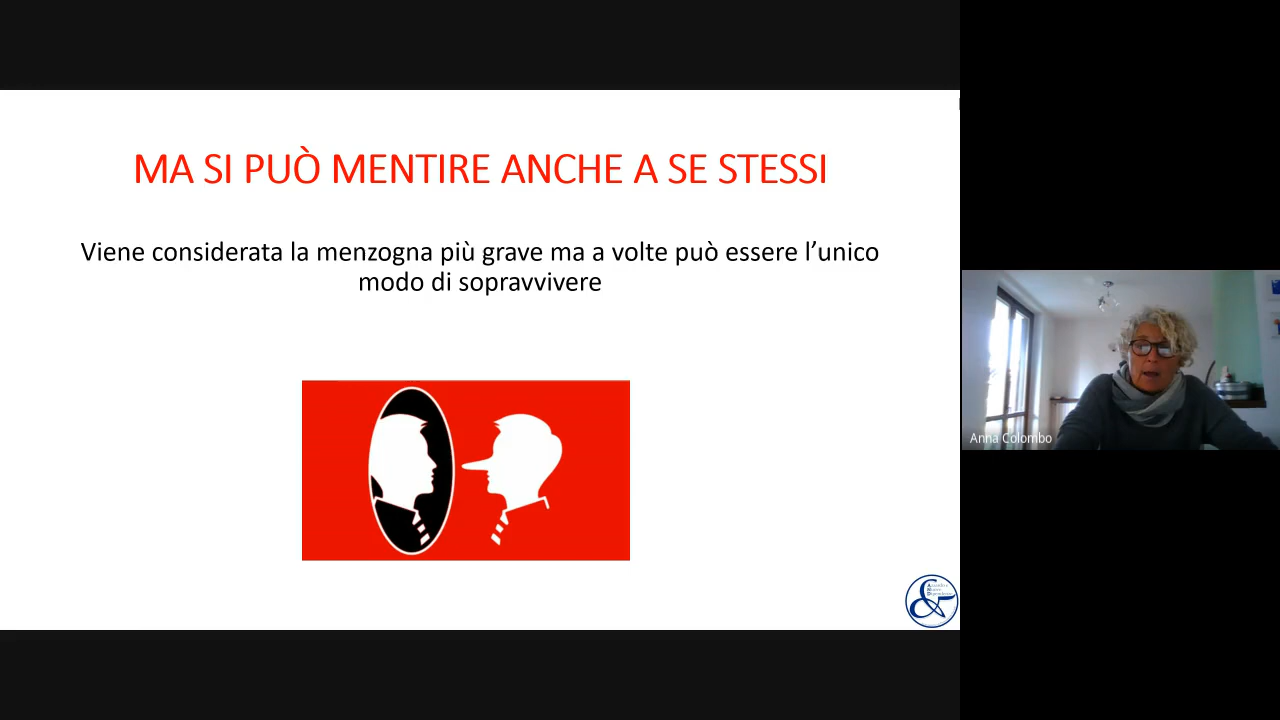 MA SI PUÒ MENTIRE ANCHE A SE STESSI
Viene considerata la menzogna più grave ma a volte può essere l'unico
modo di sopravvivere
Anna Colombo